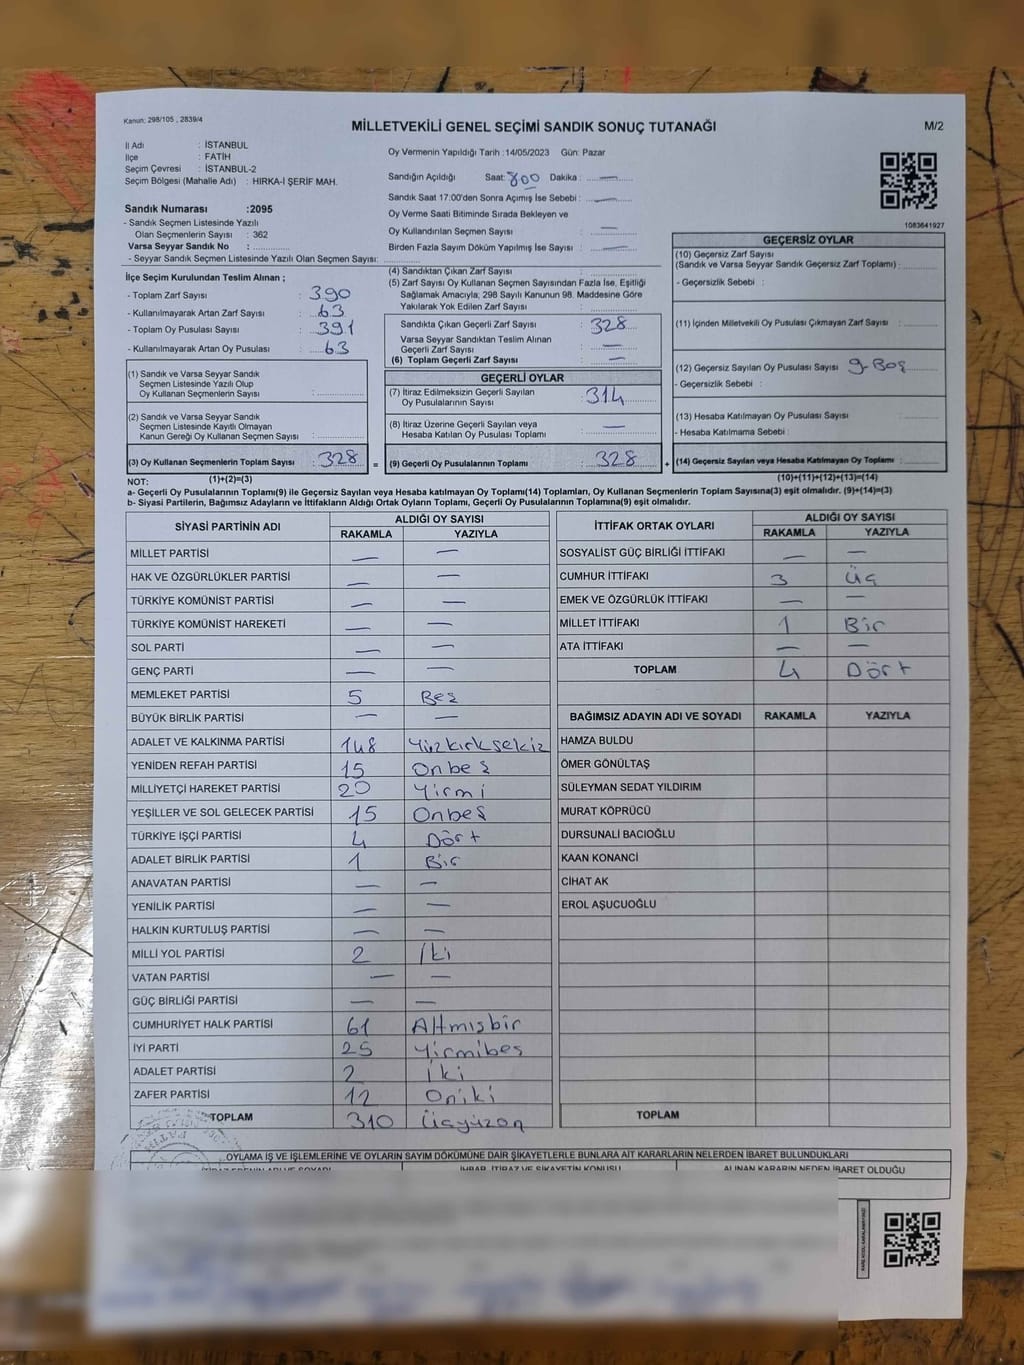 Kanun: 298/105 , 2839/4
MİLLETVEKİLİ GENEL SEÇİMİ SANDIK SONUÇ TUTANAĞI
M/2
İl Adı : İSTANBUL
İlçe : FATİH
Seçim Çevresi : İSTANBUL-2
Seçim Bölgesi (Mahalle Adı) : HIRKA-İ ŞERİF MAH.
Sandık Numarası :2095
- Sandık Seçmen Listesinde Yazılı
Olan Seçmenlerin Sayısı : 362
Varsa Seyyar Sandık No :
- Seyyar Sandık Seçmen Listesinde Yazılı Olan Seçmen Sayısı:
Oy Vermenin Yapıldığı Tarih :14/05/2023 Gün: Pazar
Sandığın Açıldığı Saat: 800 Dakika : —
Sandık Saat 17:00'den Sonra Açımış İse Sebebi : —
Oy Verme Saati Bitiminde Sırada Bekleyen ve
Oy Kullandırılan Seçmen Sayısı : —
Birden Fazla Sayım Döküm Yapılmış İse Sayısı : —
1083641927
İlçe Seçim Kurulundan Teslim Alınan ;
- Toplam Zarf Sayısı : 390
- Kullanılmayarak Artan Zarf Sayısı : 63
- Toplam Oy Pusulası Sayısı : 391
- Kullanılmayarak Artan Oy Pusulası : 63
(1) Sandık ve Varsa Seyyar Sandık
Seçmen Listesinde Yazılı Olup
Oy Kullanan Seçmenlerin Sayısı :
(2) Sandık ve Varsa Seyyar Sandık
Seçmen Listesinde Kayıtlı Olmayan
Kanun Gereği Oy Kullanan Seçmen Sayısı :
(3) Oy Kullanan Seçmenlerin Toplam Sayısı : 328 =
(4) Sandıktan Çıkan Zarf Sayısı :
(5) Zarf Sayısı Oy Kullanan Seçmen Sayısından Fazla İse, Eşitliği
Sağlamak Amacıyla, 298 Sayılı Kanunun 98. Maddesine Göre
Yakılarak Yok Edilen Zarf Sayısı :
Sandıkta Çıkan Geçerli Zarf Sayısı : 328
Varsa Seyyar Sandıktan Teslim Alınan
Geçerli Zarf Sayısı : —
(6) Toplam Geçerli Zarf Sayısı : —
GEÇERLİ OYLAR
(7) İtiraz Edilmeksizin Geçerli Sayılan
Oy Pusulalarının Sayısı : 314
(8) İtiraz Üzerine Geçerli Sayılan veya
Hesaba Katılan Oy Pusulası Toplamı : —
(9) Geçerli Oy Pusulalarının Toplamı : 328 +
GEÇERSİZ OYLAR
(10) Geçersiz Zarf Sayısı
(Sandık ve Varsa Seyyar Sandık Geçersiz Zarf Toplamı) :
- Geçersizlik Sebebi :
(11) İçinden Milletvekili Oy Pusulası Çıkmayan Zarf Sayısı :
(12) Geçersiz Sayılan Oy Pusulası Sayısı : 9-Boş
- Geçersizlik Sebebi :
(13) Hesaba Katılmayan Oy Pusulası Sayısı :
- Hesaba Katılmama Sebebi :
(14) Geçersiz Sayılan veya Hesaba Katılmayan Oy Toplamı :
NOT: (1)+(2)=(3) (10)+(11)+(12)+(13)=(14)
a- Geçerli Oy Pusulalarının Toplamı(9) ile Geçersiz Sayılan veya Hesap katılmayan Oy Toplamı(14) Toplamları, Oy Kullanan Seçmenlerin Toplam Sayısına(3) eşit olmalıdır. (9)+(14)=(3)
b- Siyasi Partilerin, Bağımsız Adayların ve İttifakların Aldığı Oy Ortak Oyların Toplamı, Geçerli Oy Pusulalarının Toplamına(9) eşit olmalıdır.
SİYASİ PARTİNİN ADI ALDIĞI OY SAYISI
RAKAMLA YAZIYLA
MİLLET PARTİSİ — —
HAK VE ÖZGÜRLÜKLER PARTİSİ — —
TÜRKİYE KOMÜNİST PARTİSİ — —
TÜRKİYE KOMÜNİST HAREKETİ — —
SOL PARTİ — —
GENÇ PARTİ — —
MEMLEKET PARTİSİ 5 Beş
BÜYÜK BİRLİK PARTİSİ — —
ADALET VE KALKINMA PARTİSİ 148 Yüzkırksekiz
YENİDEN REFAH PARTİSİ 15 Onbeş
MİLLİYETÇİ HAREKET PARTİSİ 20 Yirmi
YEŞİLLER VE SOL GELECEK PARTİSİ 15 Onbeş
TÜRKİYE İŞÇİ PARTİSİ 4 Dört
ADALET BİRLİK PARTİSİ 1 Bir
ANAVATAN PARTİSİ — —
YENİLİK PARTİSİ — —
HALKIN KURTULUŞ PARTİSİ — —
MİLLİ YOL PARTİSİ 2 İki
VATAN PARTİSİ — —
GÜÇ BİRLİĞİ PARTİSİ — —
CUMHURİYET HALK PARTİSİ 61 Altmışbir
İYİ PARTİ 25 Yirmibeş
ADALET PARTİSİ 2 İki
ZAFER PARTİSİ 12 Oniki
TOPLAM 310 Üçyüzon
İTTİFAK ORTAK OYLARI ALDIĞI OY SAYISI
RAKAMLA YAZIYLA
SOSYALİST GÜÇ BİRLİĞİ İTTİFAKI — —
CUMHUR İTTİFAKI 3 Üç
EMEK VE ÖZGÜRLÜK İTTİFAKI — —
MİLLET İTTİFAKI 1 Bir
ATA İTTİFAKI — —
TOPLAM 4 Dört
BAĞIMSIZ ADAYIN ADI VE SOYADI RAKAMLA YAZIYLA
HAMZA BULDU
ÖMER GÖNÜLTAŞ
SÜLEYMAN SEDAT YILDIRIM
MURAT KÖPRÜCÜ
DURSUNALİ BACIOĞLU
KAAN KONANCİ
CİHAT AK
EROL AŞUCUOĞLU
TOPLAM
OYLAMA İŞ VE İŞLEMLERİNE VE OYLARIN SAYIM DÖKÜMÜNE DAİR ŞİKAYETLERLE BUNLARA AİT KARARLARIN NELERDEN İBARET BULUNDUKLARI
İHBAR, İTİRAZ VE ŞİKAYETİN KONUSU ALINAN KARARIN NEDEN İBARET OLDUĞU